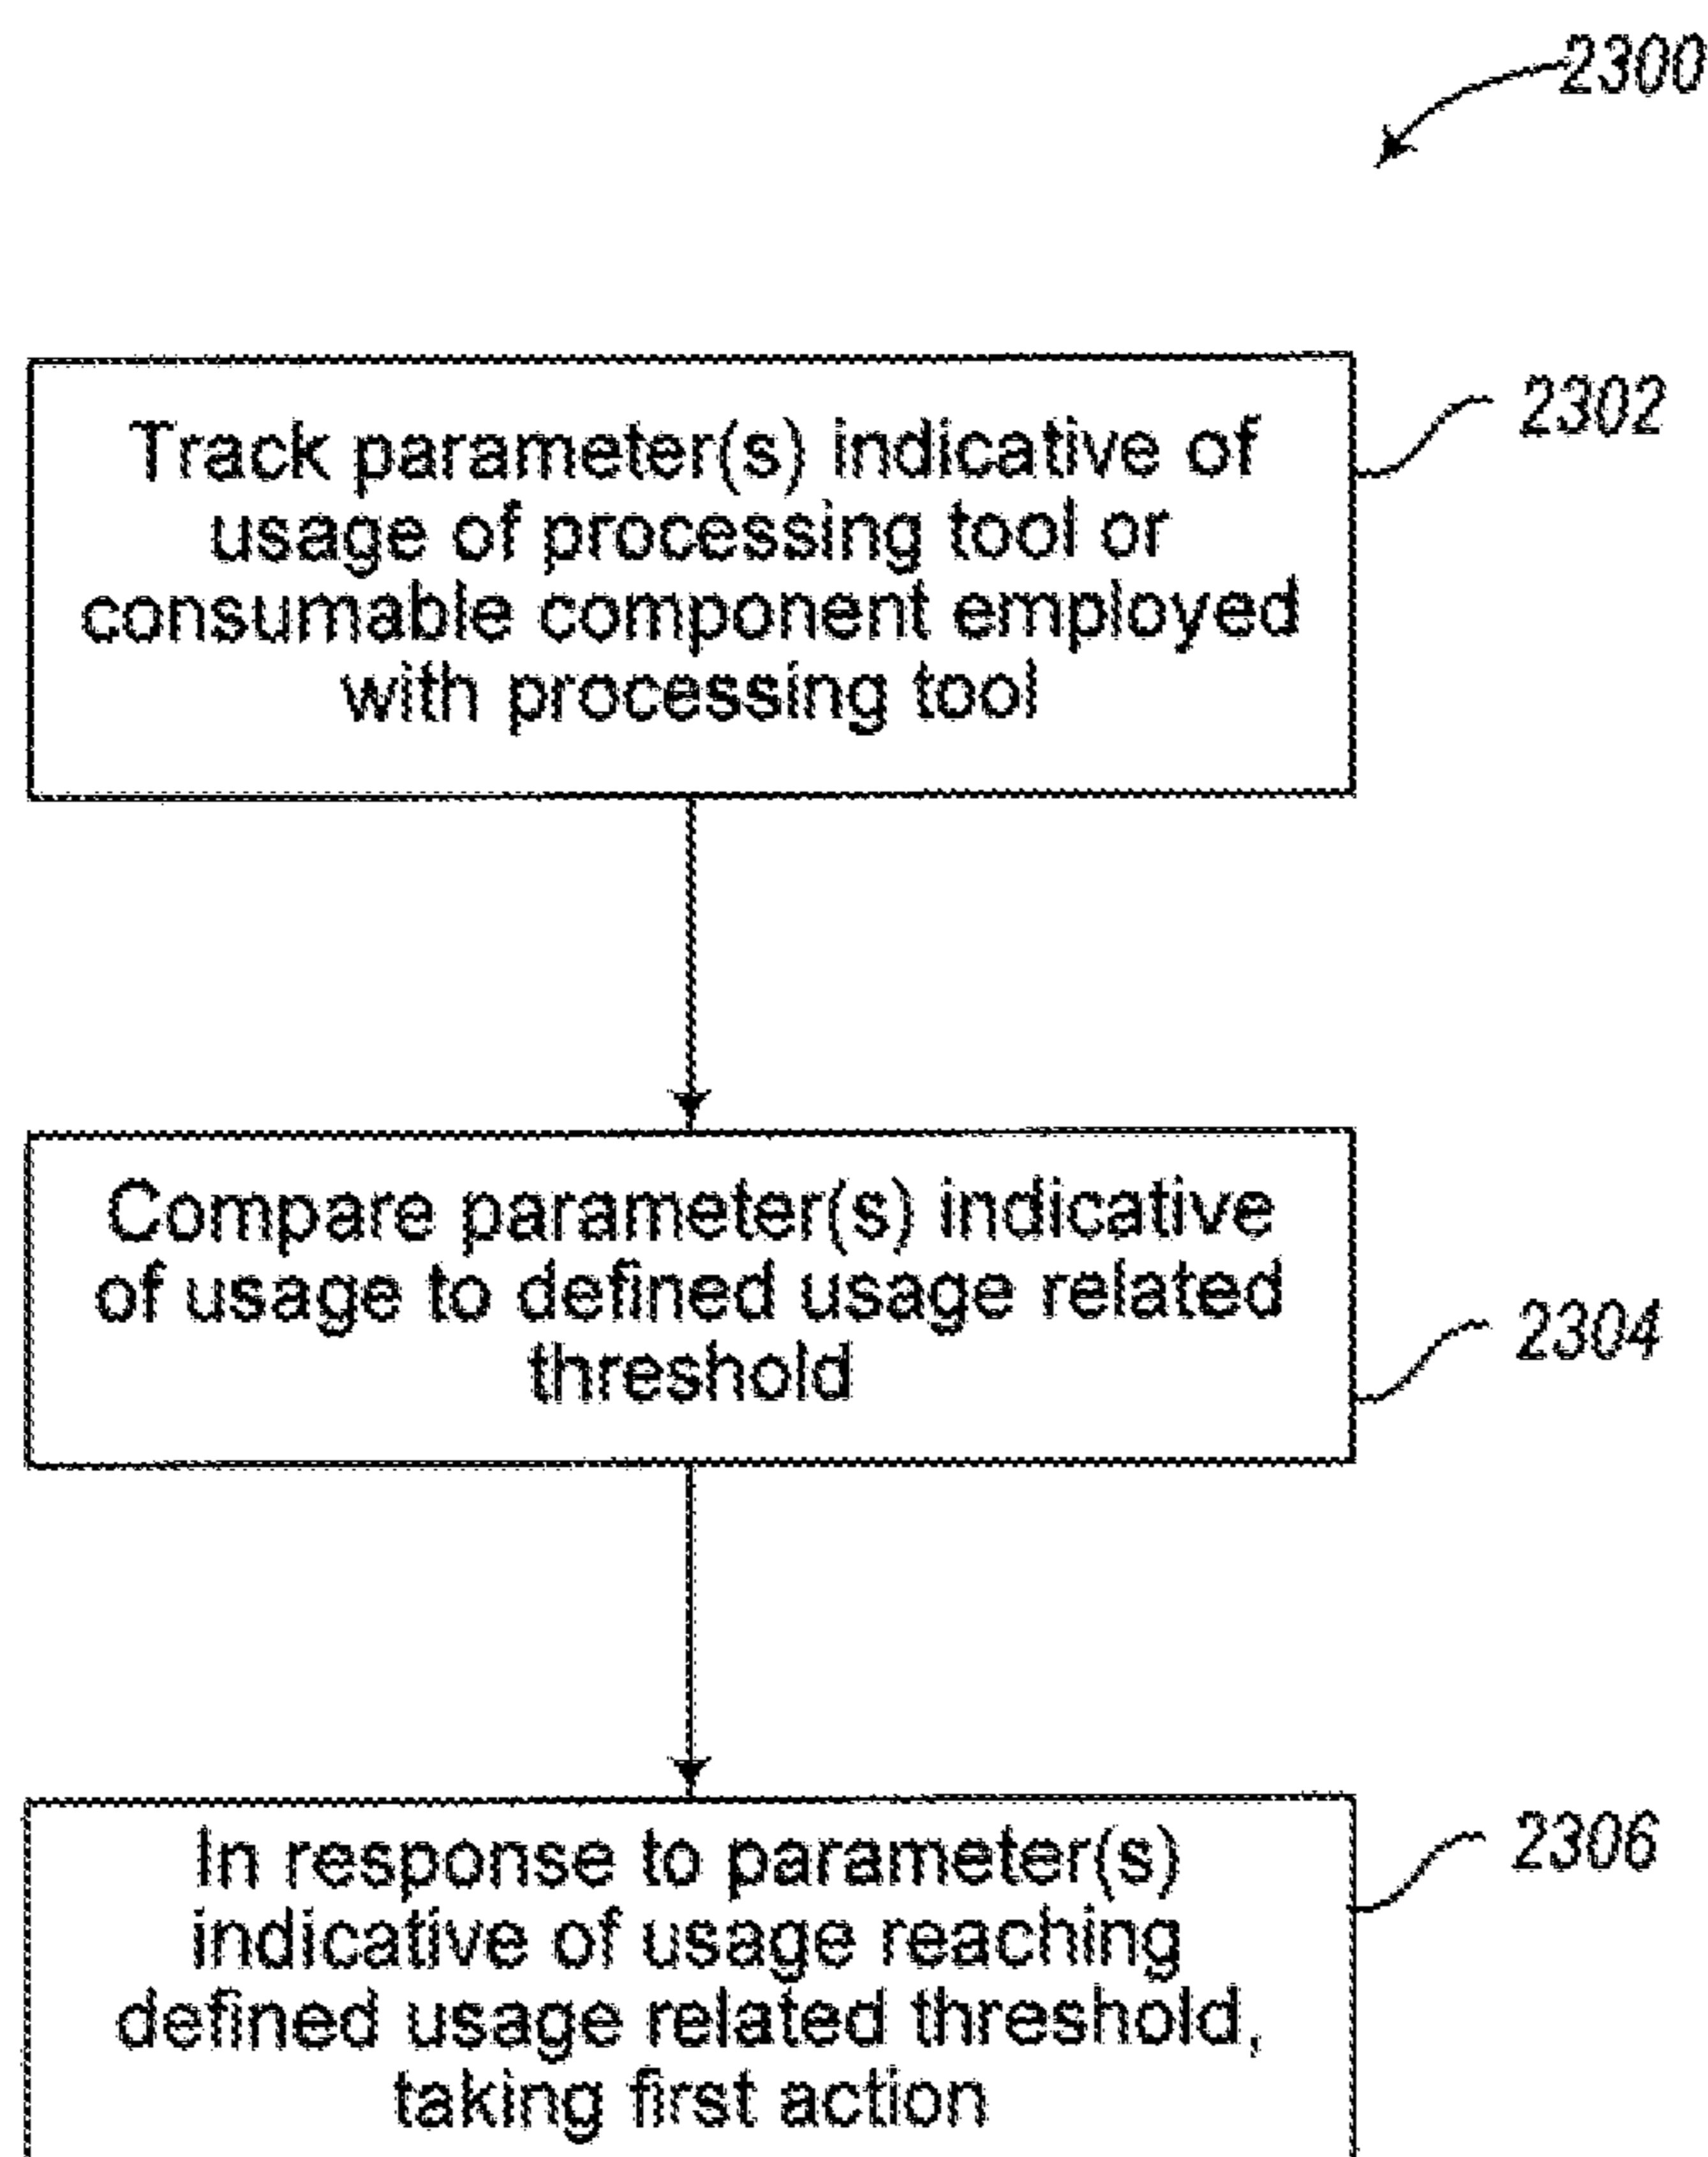 2300
Track parameter(s) indicative of
usage of processing tool or
consumable component employed
with processing tool
2302
Compare parameter(s) indicative
of usage to defined usage related
threshold
2304
In response to parameter(s)
indicative of usage reaching
defined usage related threshold,
taking first action
2306